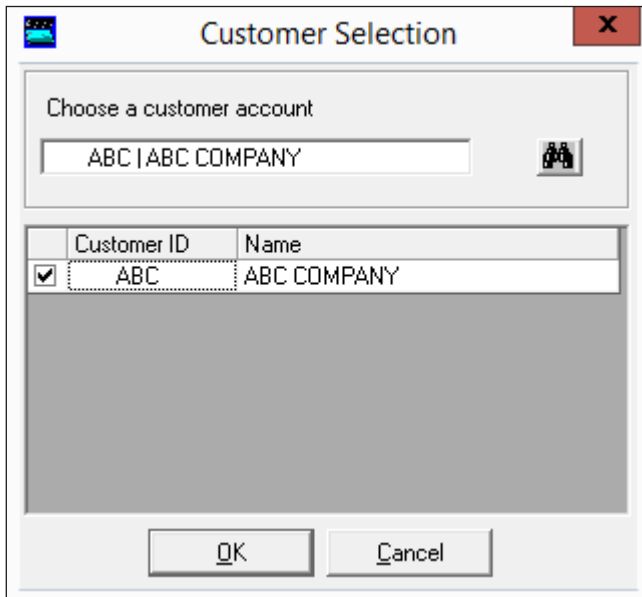 Customer Selection
x
Choose a customer account
ABC | ABC COMPANY
Customer ID Name
ABC ABC COMPANY
OK Cancel